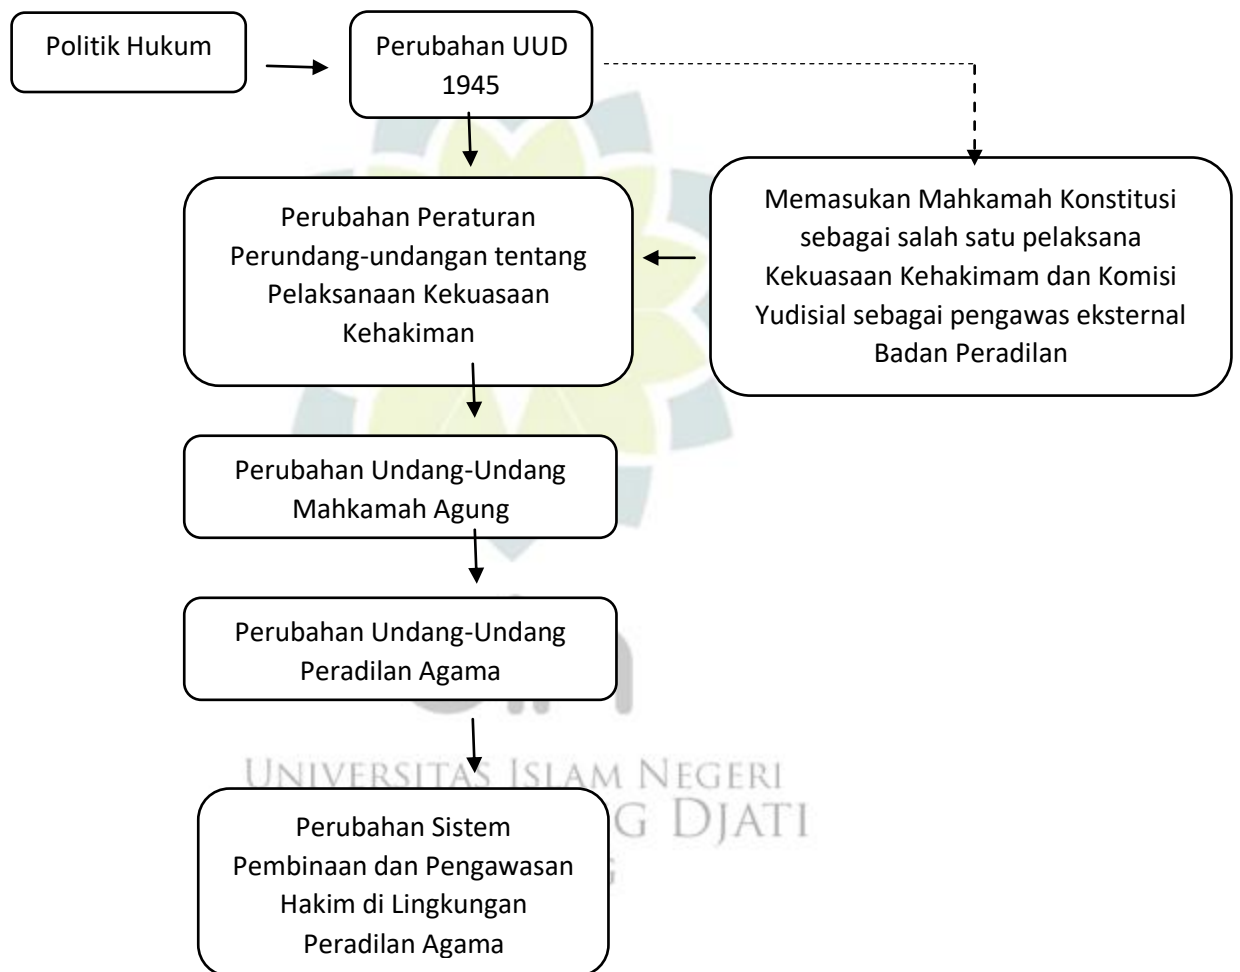 Politik Hukum
Perubahan UUD
1945
Perubahan Peraturan
Perundang-undangan tentang
Pelaksanaan Kekuasaan
Kehakiman
Memasukan Mahkamah Konstitusi
sebagai salah satu pelaksana
Kekuasaan Kehakimam dan Komisi
Yudisial sebagai pengawas eksternal
Badan Peradilan
Perubahan Undang-Undang
Mahkamah Agung
Perubahan Undang-Undang
Peradilan Agama
UNIVERSITAS ISLAM NEGERI
G DJATI
Perubahan Sistem
Pembinaan dan Pengawasan
Hakim di Lingkungan
Peradilan Agama